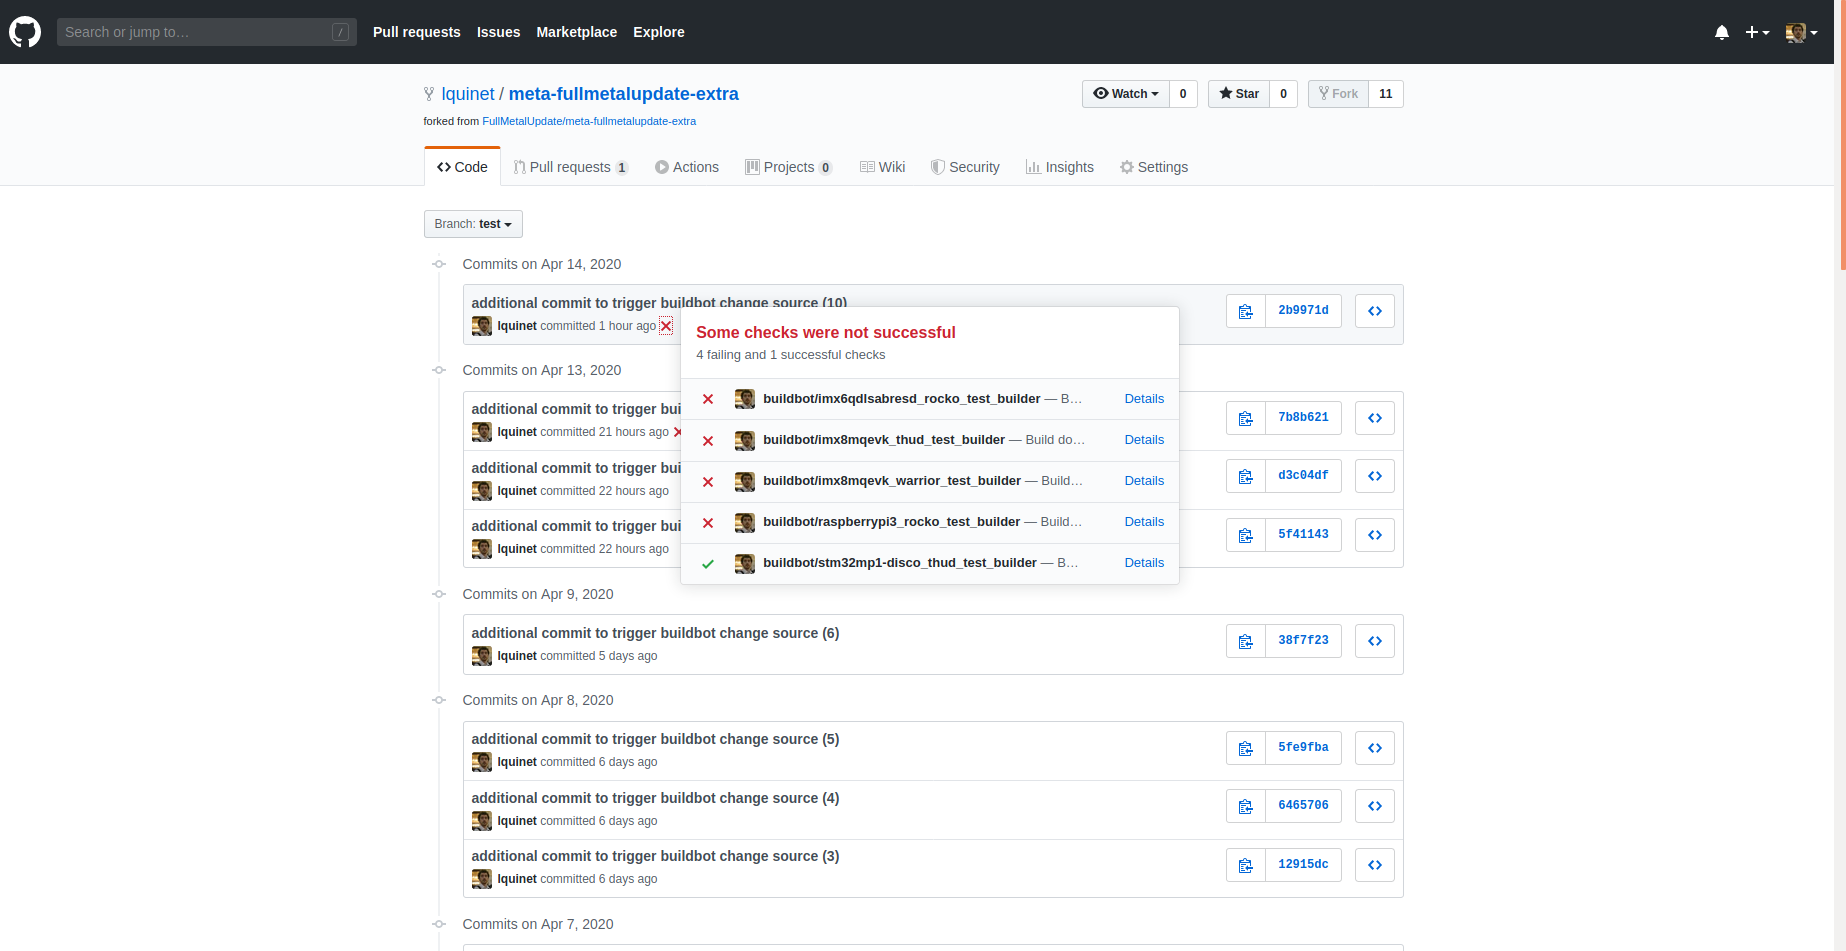 Search or jump to… / Pull requests Issues Marketplace Explore
lquinet / meta-fullmetalupdate-extra Watch 0 Star 0 Fork 11
forked from FullMetalUpdate/meta-fullmetalupdate-extra
Code Pull requests 1 Actions Projects 0 Wiki Security Insights Settings
Branch: test
Commits on Apr 14, 2020
additional commit to trigger buildbot change source (10)
lquinet committed 1 hour ago
2b9971d
Some checks were not successful
4 failing and 1 successful checks
buildbot/imx6qdlsabresd_rocko_test_builder — B… Details
buildbot/imx8mqevk_thud_test_builder — Build do… Details
buildbot/imx8mqevk_warrior_test_builder — Build… Details
buildbot/raspberrypi3_rocko_test_builder — Build… Details
buildbot/stm32mp1-disco_thud_test_builder — B… Details
Commits on Apr 13, 2020
additional commit to trigger bui
lquinet committed 21 hours ago
7b8b621
additional commit to trigger bui
lquinet committed 22 hours ago
d3c04df
additional commit to trigger bui
lquinet committed 22 hours ago
5f41143
Commits on Apr 9, 2020
additional commit to trigger buildbot change source (6)
lquinet committed 5 days ago
38f7f23
Commits on Apr 8, 2020
additional commit to trigger buildbot change source (5)
lquinet committed 6 days ago
5fe9fba
additional commit to trigger buildbot change source (4)
lquinet committed 6 days ago
6465706
additional commit to trigger buildbot change source (3)
lquinet committed 6 days ago
12915dc
Commits on Apr 7, 2020